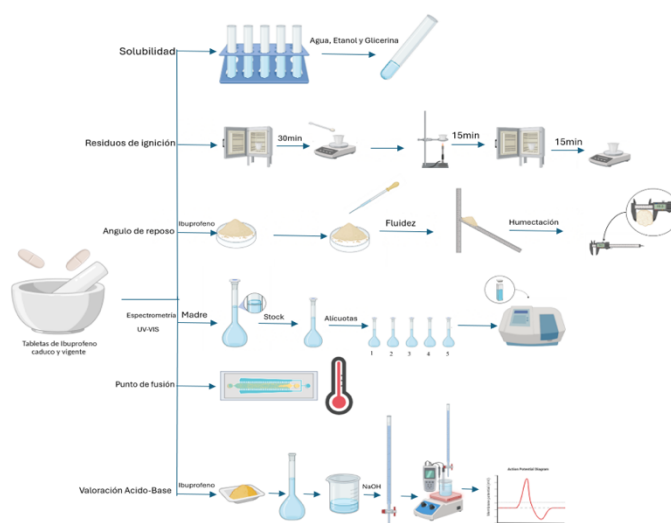 Solubilidad
Agua, Etanol y Glicerina
Residuos de ignición
30min
15min
15min
Angulo de reposo
Ibuprofeno
Fluidez
Humectación
Tabletas de Ibuprofeno
caduco y vigente
Espectrometría
UV-VIS
Madre
Stock
Alícuotas
1 2 3 4 5
Punto de fusión
Valoración Acido-Base
Ibuprofeno
NaOH
Action Potential Diagram